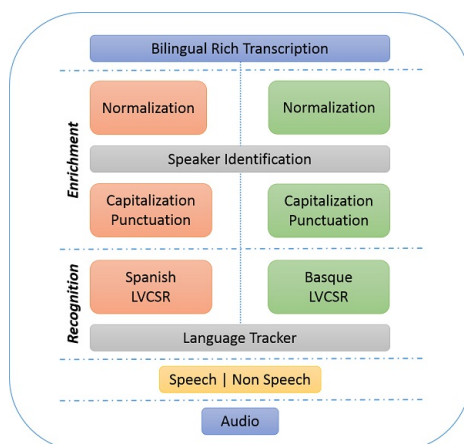 Bilingual Rich Transcription
Enrichment
Normalization
Normalization
Speaker Identification
Capitalization
Punctuation
Capitalization
Punctuation
Recognition
Spanish
LVCSR
Basque
LVCSR
Language Tracker
Speech | Non Speech
Audio